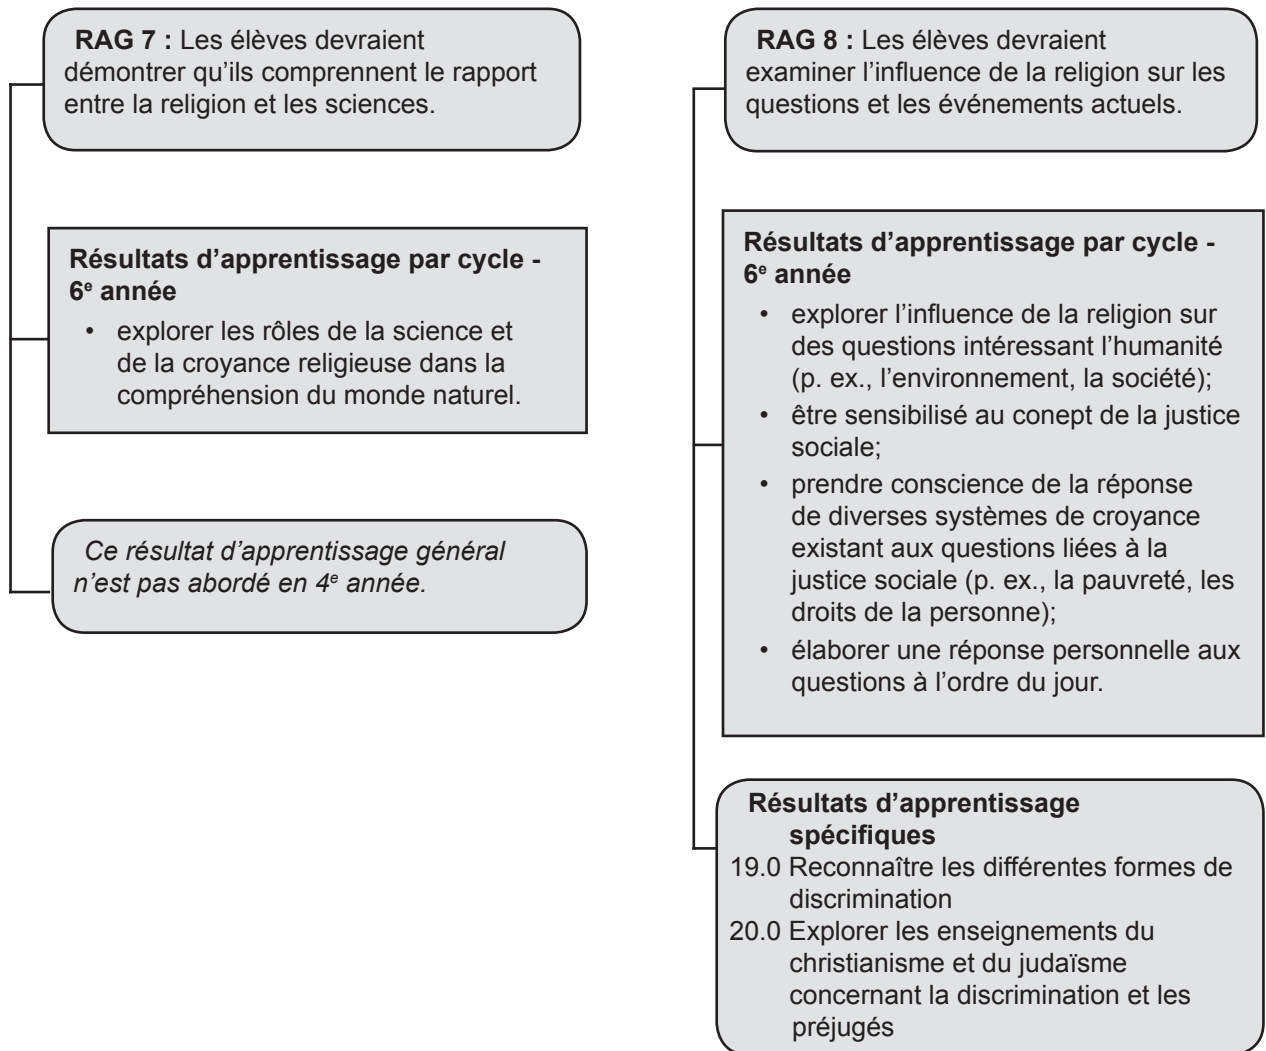 RAG 7 : Les élèves devraient
démontrer qu'ils comprennent le rapport
entre la religion et les sciences.
Résultats d'apprentissage par cycle -
6e année
• explorer les rôles de la science et
de la croyance religieuse dans la
compréhension du monde naturel.
Ce résultat d'apprentissage général
n'est pas abordé en 4e année.
RAG 8 : Les élèves devraient
examiner l'influence de la religion sur les
questions et les événements actuels.
Résultats d'apprentissage par cycle -
6e année
• explorer l'influence de la religion sur
des questions intéressant l'humanité
(p. ex., l'environnement, la société);
• être sensibilisé au conept de la justice
sociale;
• prendre conscience de la réponse
de diverses systèmes de croyance
existant aux questions liées à la
justice sociale (p. ex., la pauvreté, les
droits de la personne);
• élaborer une réponse personnelle aux
questions à l'ordre du jour.
Résultats d'apprentissage
spécifiques
19.0 Reconnaître les différentes formes de
discrimination
20.0 Explorer les enseignements du
christianisme et du judaïsme
concernant la discrimination et les
préjugés